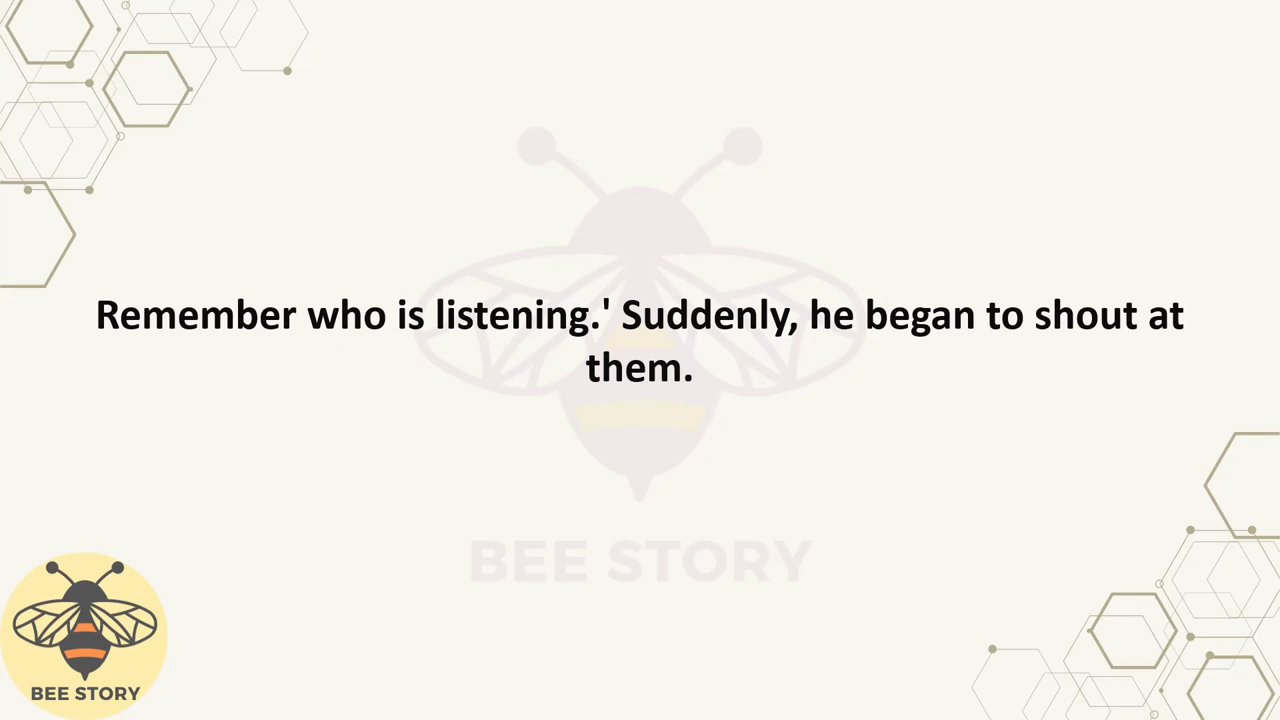 Remember who is listening.' Suddenly, he began to shout at
them.
BEE STORY
BEE STORY